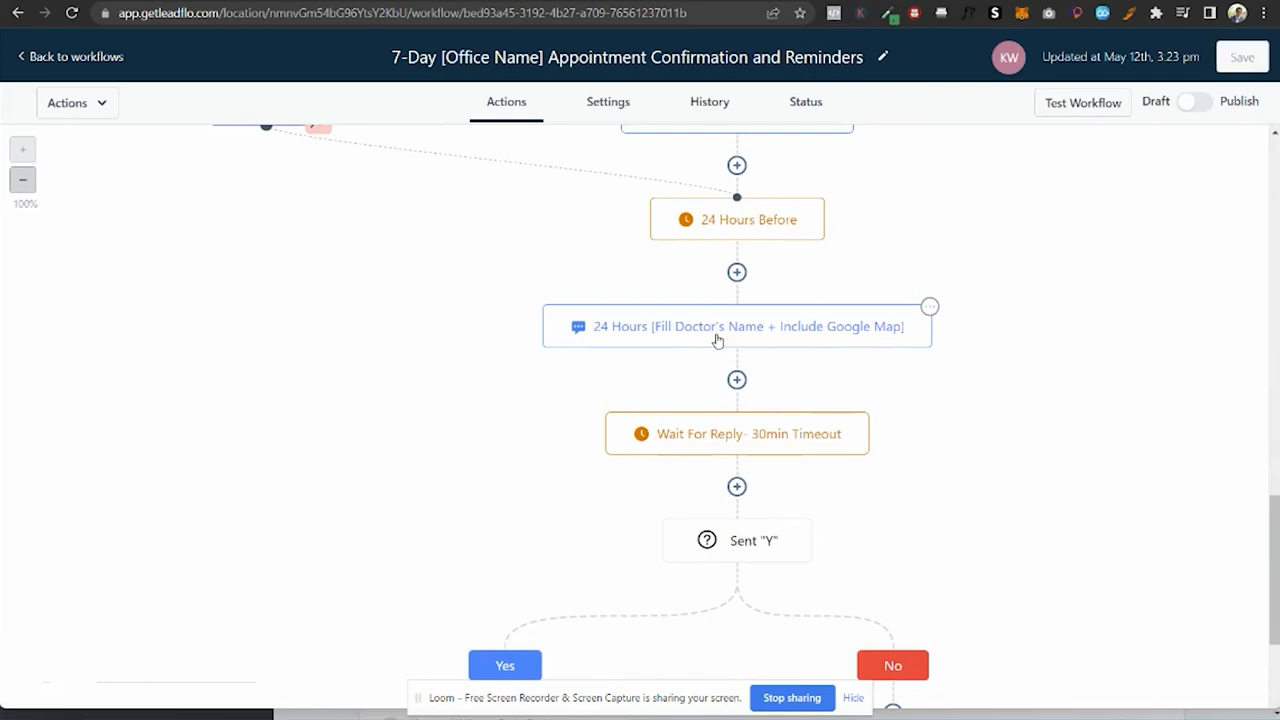 app.getleadflo.com/location/nmnvGm54bG96YtsY2KbU/workflow/bed93a45-3192-4b27-a709-76561237011b
Back to workflows
7-Day [Office Name] Appointment Confirmation and Reminders
KW
Updated at May 12th, 3:23 pm
Save
Actions
Actions
Settings
History
Status
Test Workflow
Draft
Publish
100%
24 Hours Before
24 Hours [Fill Doctor's Name + Include Google Map]
Wait For Reply- 30min Timeout
Sent "Y"
Yes
No
Loom – Free Screen Recorder & Screen Capture is sharing your screen.
Stop sharing
Hide